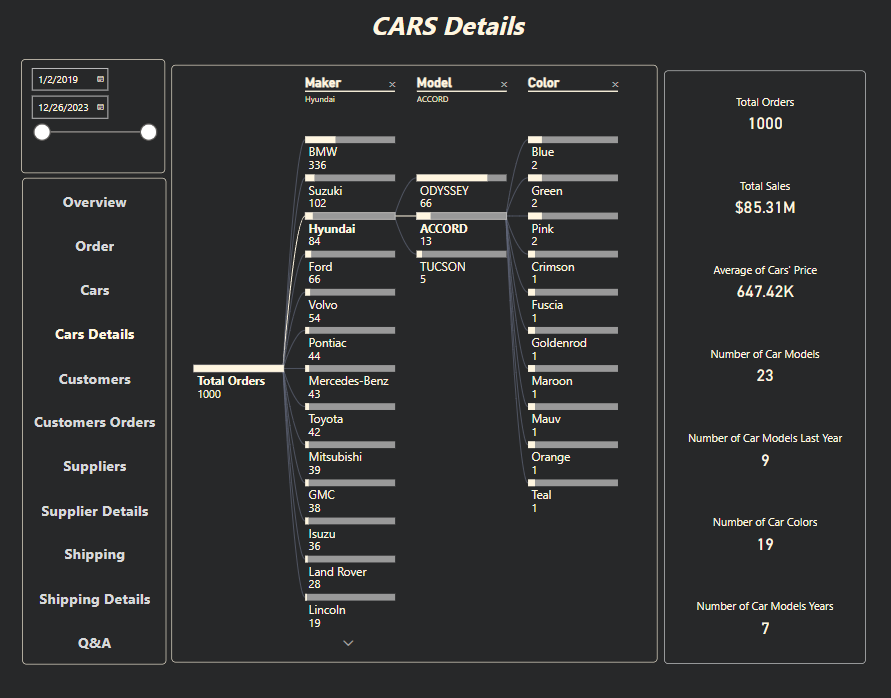 CARS Details
1/2/2019
12/26/2023
Overview
Order
Cars
Cars Details
Customers
Customers Orders
Suppliers
Supplier Details
Shipping
Shipping Details
Q&A
Maker
Hyundai
Model
ACCORD
Color
Total Orders
1000
BMW
336
Suzuki
102
Hyundai
84
Ford
66
Volvo
54
Pontiac
44
Mercedes-Benz
43
Toyota
42
Mitsubishi
39
GMC
38
Isuzu
36
Land Rover
28
Lincoln
19
ODYSSEY
66
ACCORD
13
TUCSON
5
Blue
2
Green
2
Pink
2
Crimson
1
Fuscia
1
Goldenrod
1
Maroon
1
Mauv
1
Orange
1
Teal
1
Total Orders
1000
Total Sales
$85.31M
Average of Cars' Price
647.42K
Number of Car Models
23
Number of Car Models Last Year
9
Number of Car Colors
19
Number of Car Models Years
7